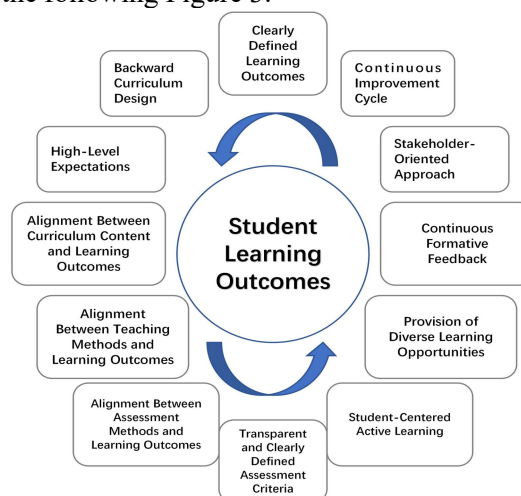 the following Figure 3:
Clearly
Defined
Learning
Outcomes
Continuous
Improvement
Cycle
Stakeholder-
Oriented
Approach
Continuous
Formative
Feedback
Provision of
Diverse Learning
Opportunities
Student-Centered
Active Learning
Transparent
and Clearly
Defined
Assessment
Criteria
Alignment Between
Assessment
Methods and
Learning Outcomes
Alignment
Between Teaching
Methods and
Learning Outcomes
Alignment Between
Curriculum Content
and Learning
Outcomes
High-Level
Expectations
Backward
Curriculum
Design
Student
Learning
Outcomes